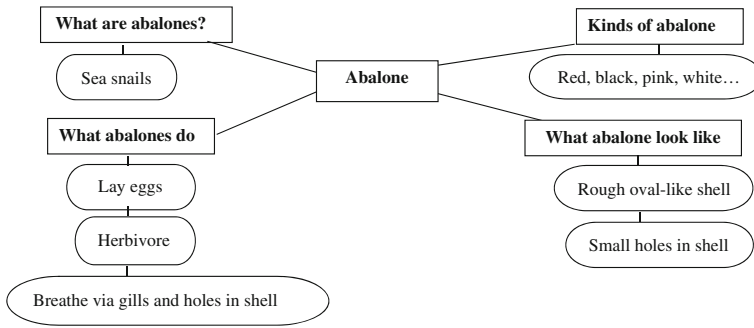 What are abalones?
Sea snails
Abalone
Kinds of abalone
Red, black, pink, white…
What abalones do
Lay eggs
Herbivore
Breathe via gills and holes in shell
What abalone look like
Rough oval-like shell
Small holes in shell